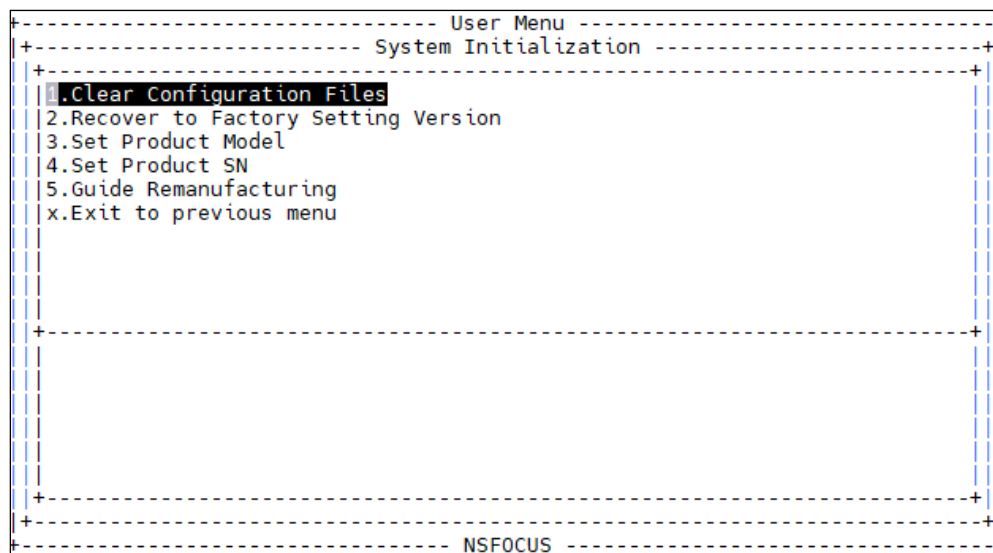 User Menu
System Initialization
1.Clear Configuration Files
2.Recover to Factory Setting Version
3.Set Product Model
4.Set Product SN
5.Guide Remanufacturing
x.Exit to previous menu
NSFOCUS